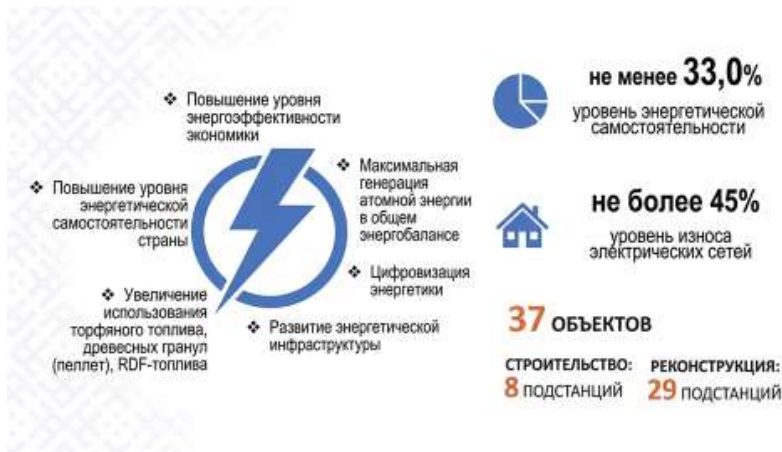 ❖ Повышение уровня
энергоэффективности
экономики
❖ Максимальная
генерация
атомной энергии
в общем
энергобалансе
❖ Цифровизация
энергетики
❖ Развитие энергетической
инфраструктуры
❖ Увеличение
использования
торфяного топлива,
древесных гранул
(пеллет), RDF-топлива
❖ Повышение уровня
энергетической
самостоятельности
страны
не менее 33,0%
уровень энергетической
самостоятельности
не более 45%
уровень износа
электрических сетей
37 ОБЪЕКТОВ
СТРОИТЕЛЬСТВО:
8 ПОДСТАНЦИЙ
РЕКОНСТРУКЦИЯ:
29 ПОДСТАНЦИЙ